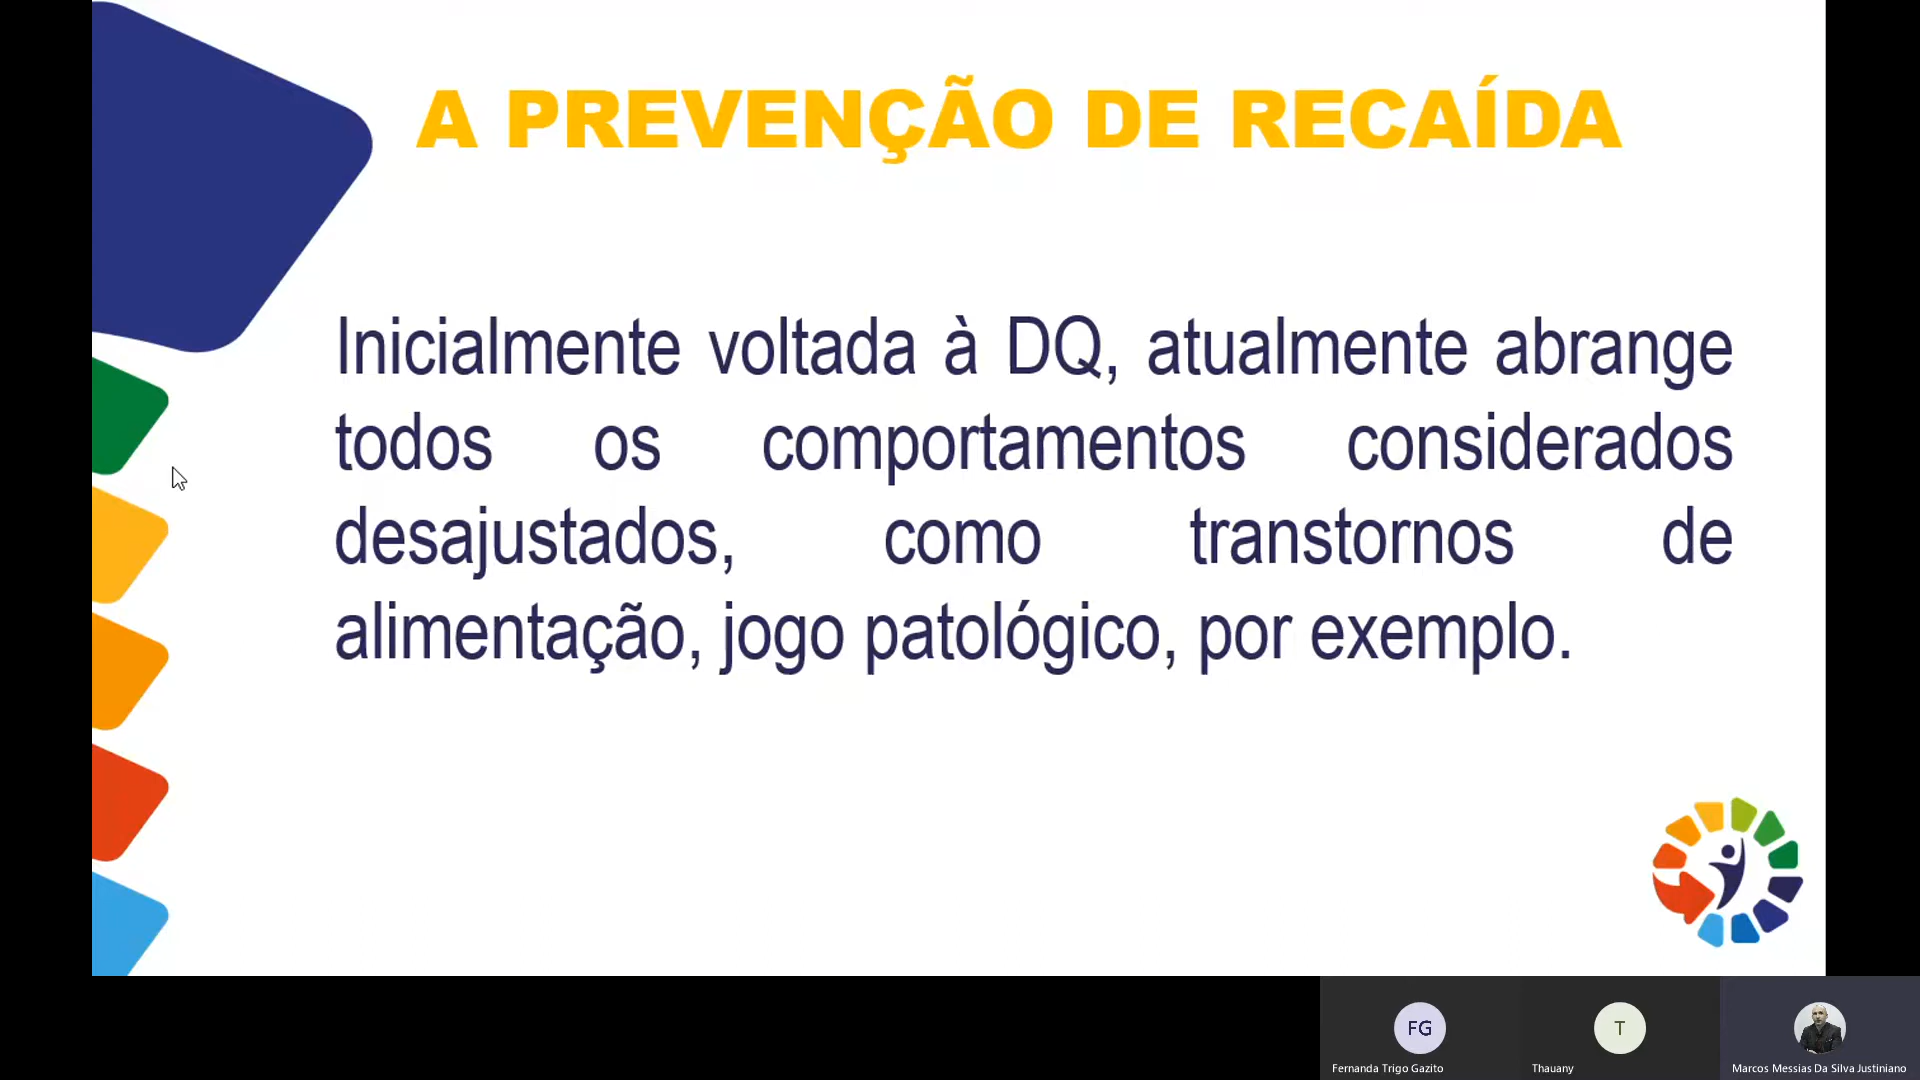 A PREVENÇÃO DE RECAÍDA
Inicialmente voltada à DQ, atualmente abrange
todos os comportamentos considerados
desajustados, como transtornos de
alimentação, jogo patológico, por exemplo.
FG
T
Fernanda Trigo Gazito
Thauany
Marcos Messias Da Silva Justiniano